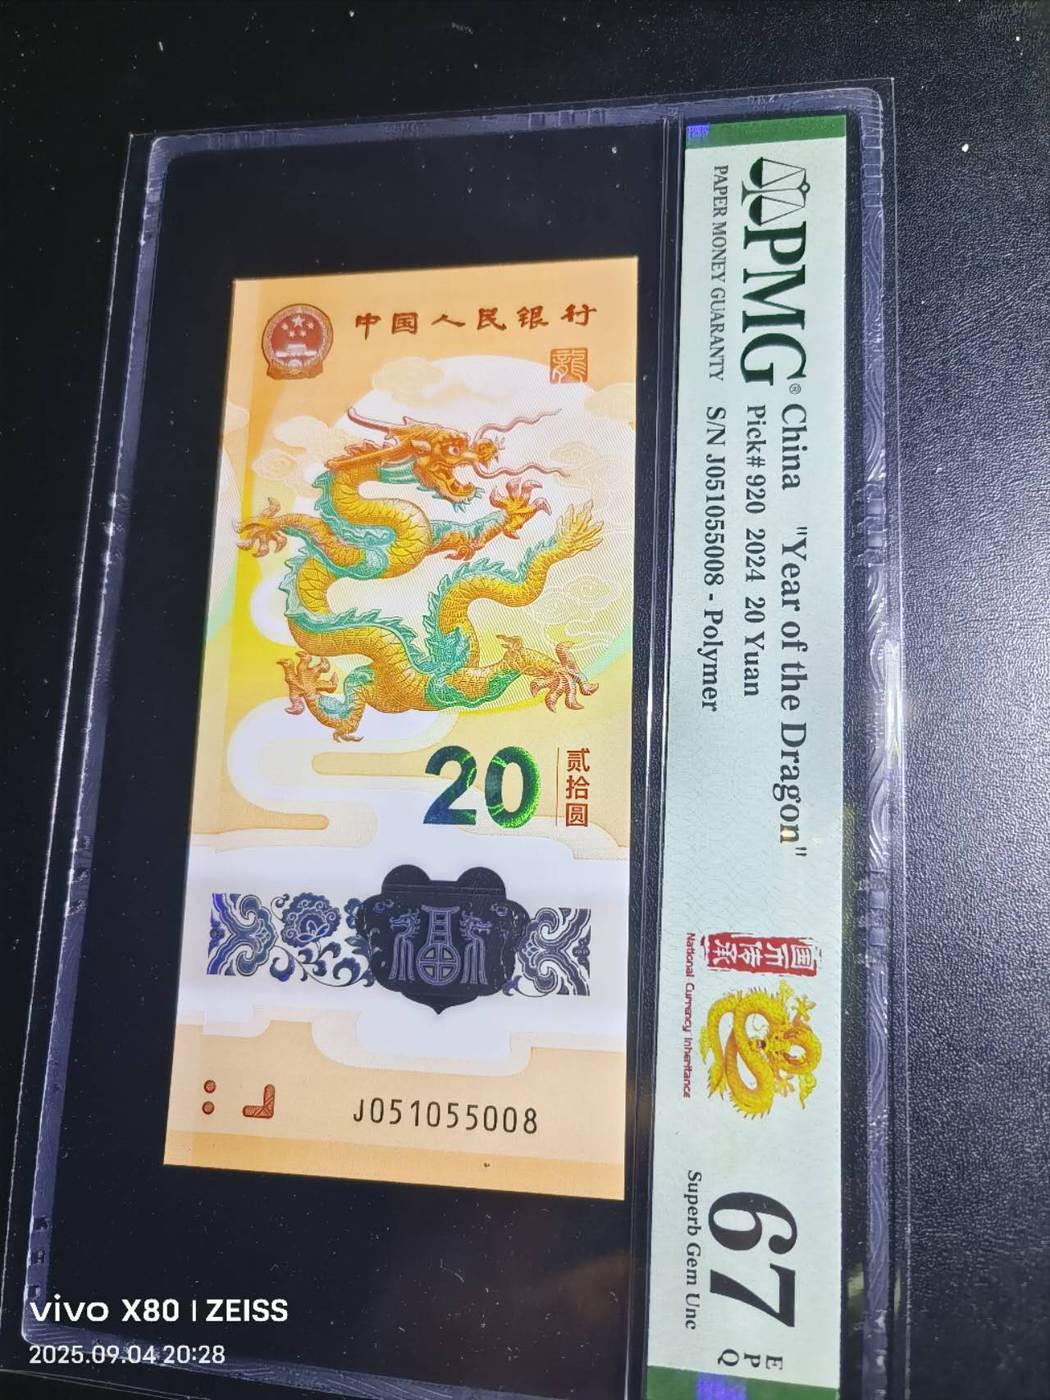 中国人民银行
龍
20
贰拾圆
J051055008
PMG®
PAPER MONEY GUARANTY
China "Year of the Dragon"
Pick# 920 2024 20 Yuan
S/N J051055008 - Polymer
National Currency Inheritance
67
EPQ
Superb Gem Unc
vivo X80 | ZEISS
2025.09.04 20:28